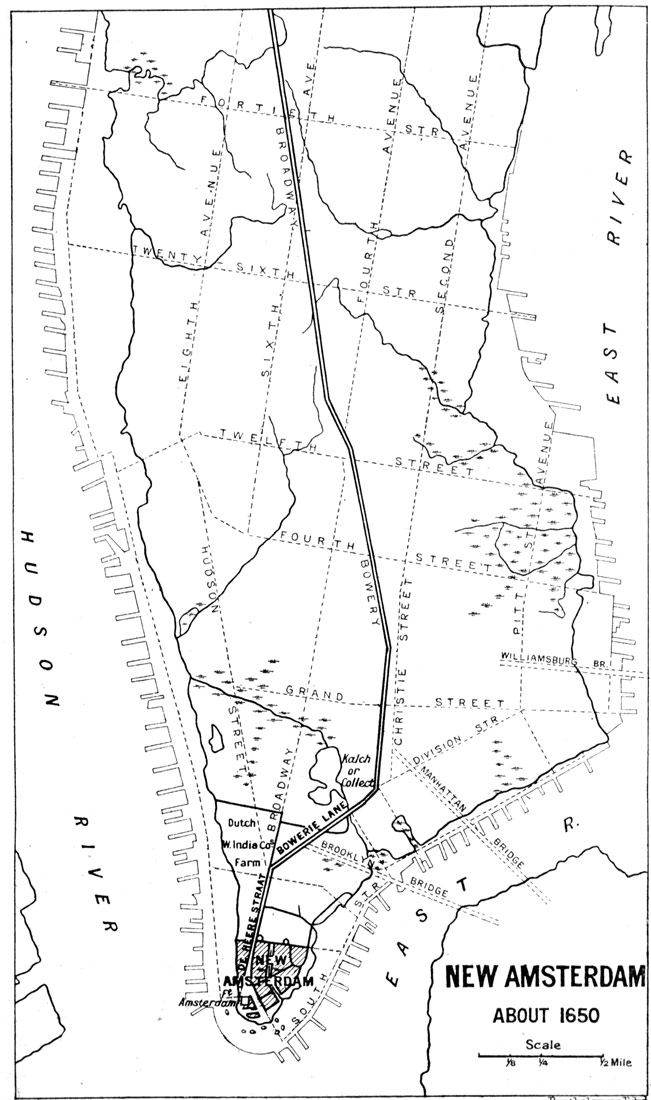 FORTIETH STR
BROADWAY
AVE
AVENUE
AVENUE
AVENUE
EAST RIVER
TWENTY SIXTH STR
EIGHTH
SIXTH
FOURTH
SECOND
TWELFTH STREET
AVENUE
HUDSON RIVER
HUDSON
STREET
FOURTH STREET
BOWERY
CHRISTIE STREET
PITT ST.
WILLIAMSBURG BR.
GRAND STREET
DIVISION STR
MANHATTAN
BRIDGE
Kalch
or
Collect
BROADWAY
Dutch
W. India Cos
Farm
BOWERIE LANE
BROOKLYN
BRIDGE
DE HEERE STRAAT
SOUTH STR
EAST R.
NEW
AMSTERDAM
Ft
Amsterdam
NEW AMSTERDAM
ABOUT 1650
Scale
1/8 1/4 1/2 Mile